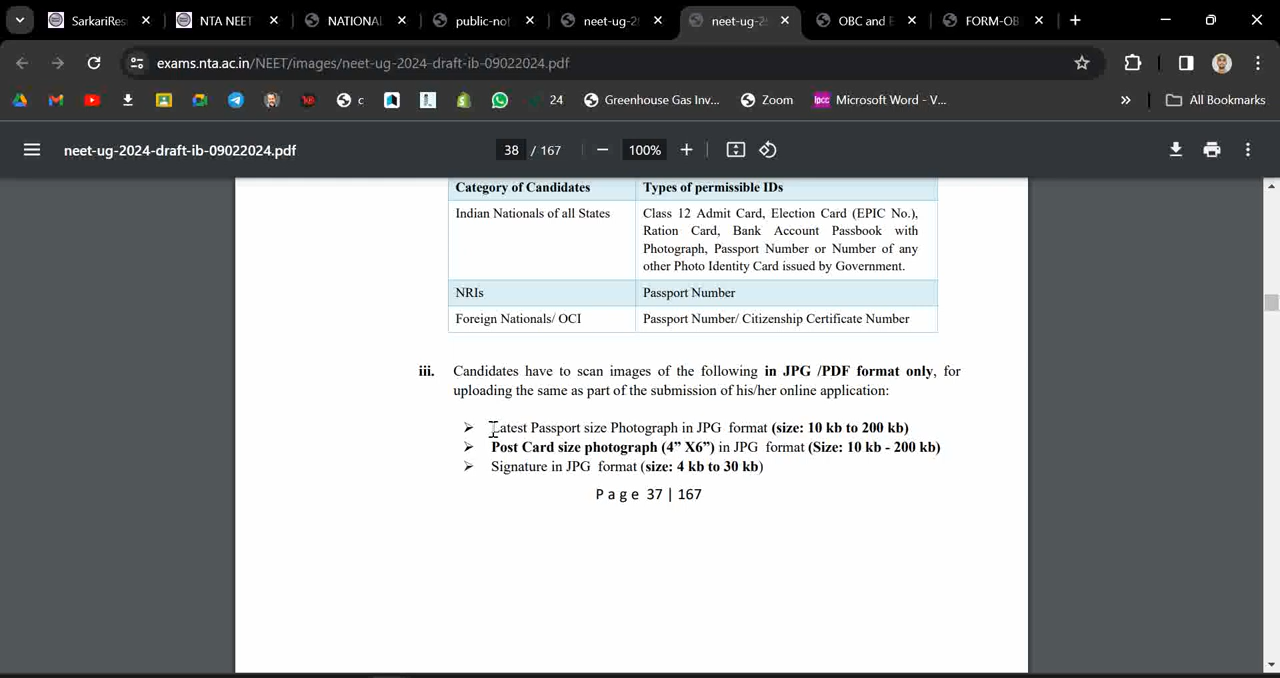 SarkariRes
NTA NEET
NATIONAL
public-not
neet-ug-2
neet-ug-2
OBC and E
FORM-OB
exams.nta.ac.in/NEET/images/neet-ug-2024-draft-ib-09022024.pdf
c
24
Greenhouse Gas Inv...
Zoom
ipcc
Microsoft Word - V...
All Bookmarks
neet-ug-2024-draft-ib-09022024.pdf
38 / 167
100%
Category of Candidates
Types of permissible IDs
Indian Nationals of all States
Class 12 Admit Card, Election Card (EPIC No.),
Ration Card, Bank Account Passbook with
Photograph, Passport Number or Number of any
other Photo Identity Card issued by Government.
NRIs
Passport Number
Foreign Nationals/ OCI
Passport Number/ Citizenship Certificate Number
iii. Candidates have to scan images of the following in JPG /PDF format only, for
uploading the same as part of the submission of his/her online application:
➢ Latest Passport size Photograph in JPG format (size: 10 kb to 200 kb)
➢ Post Card size photograph (4” X6”) in JPG format (Size: 10 kb - 200 kb)
➢ Signature in JPG format (size: 4 kb to 30 kb)
Page 37 | 167